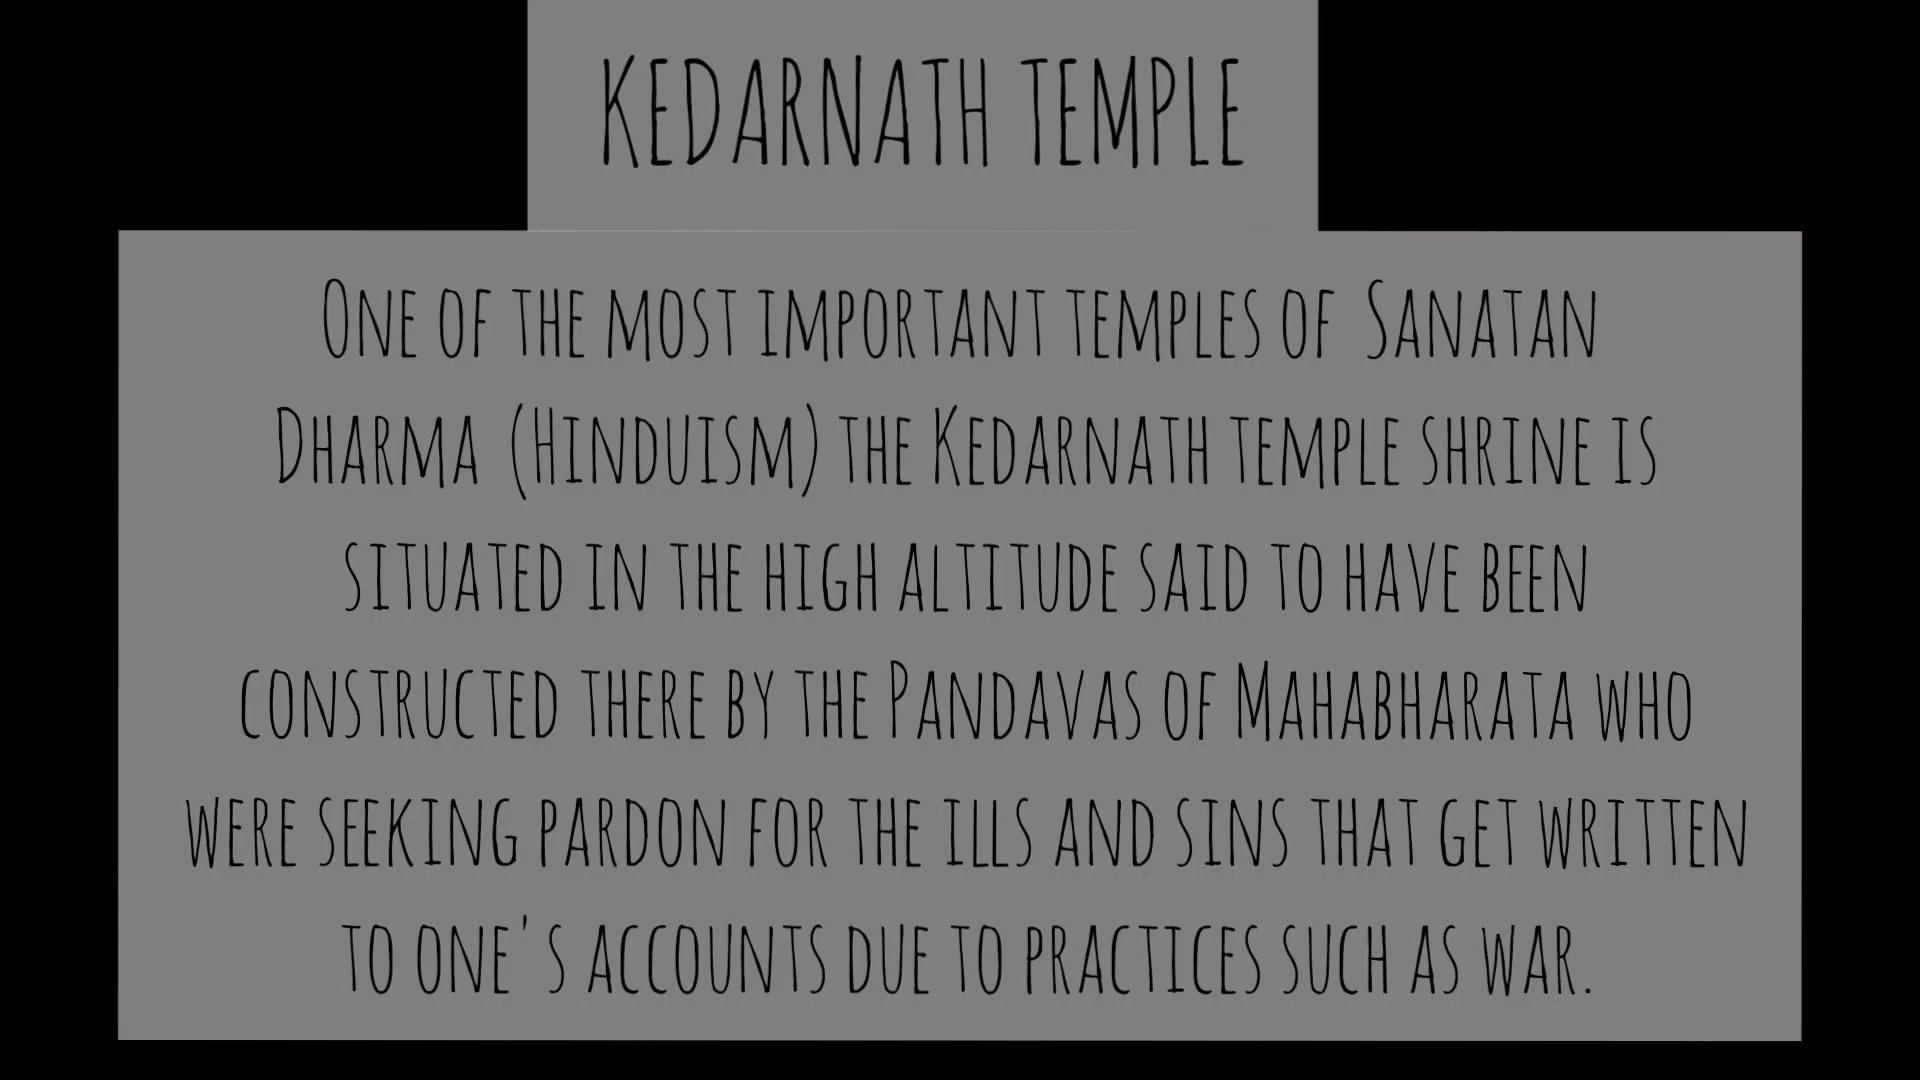 KEDARNATH TEMPLE
One of the most important temples of Sanatan
Dharma (Hinduism) the Kedarnath temple shrine is
situated in the high altitude said to have been
constructed there by the Pandavas of Mahabharata who
were seeking pardon for the ills and sins that get written
to one's accounts due to practices such as war.